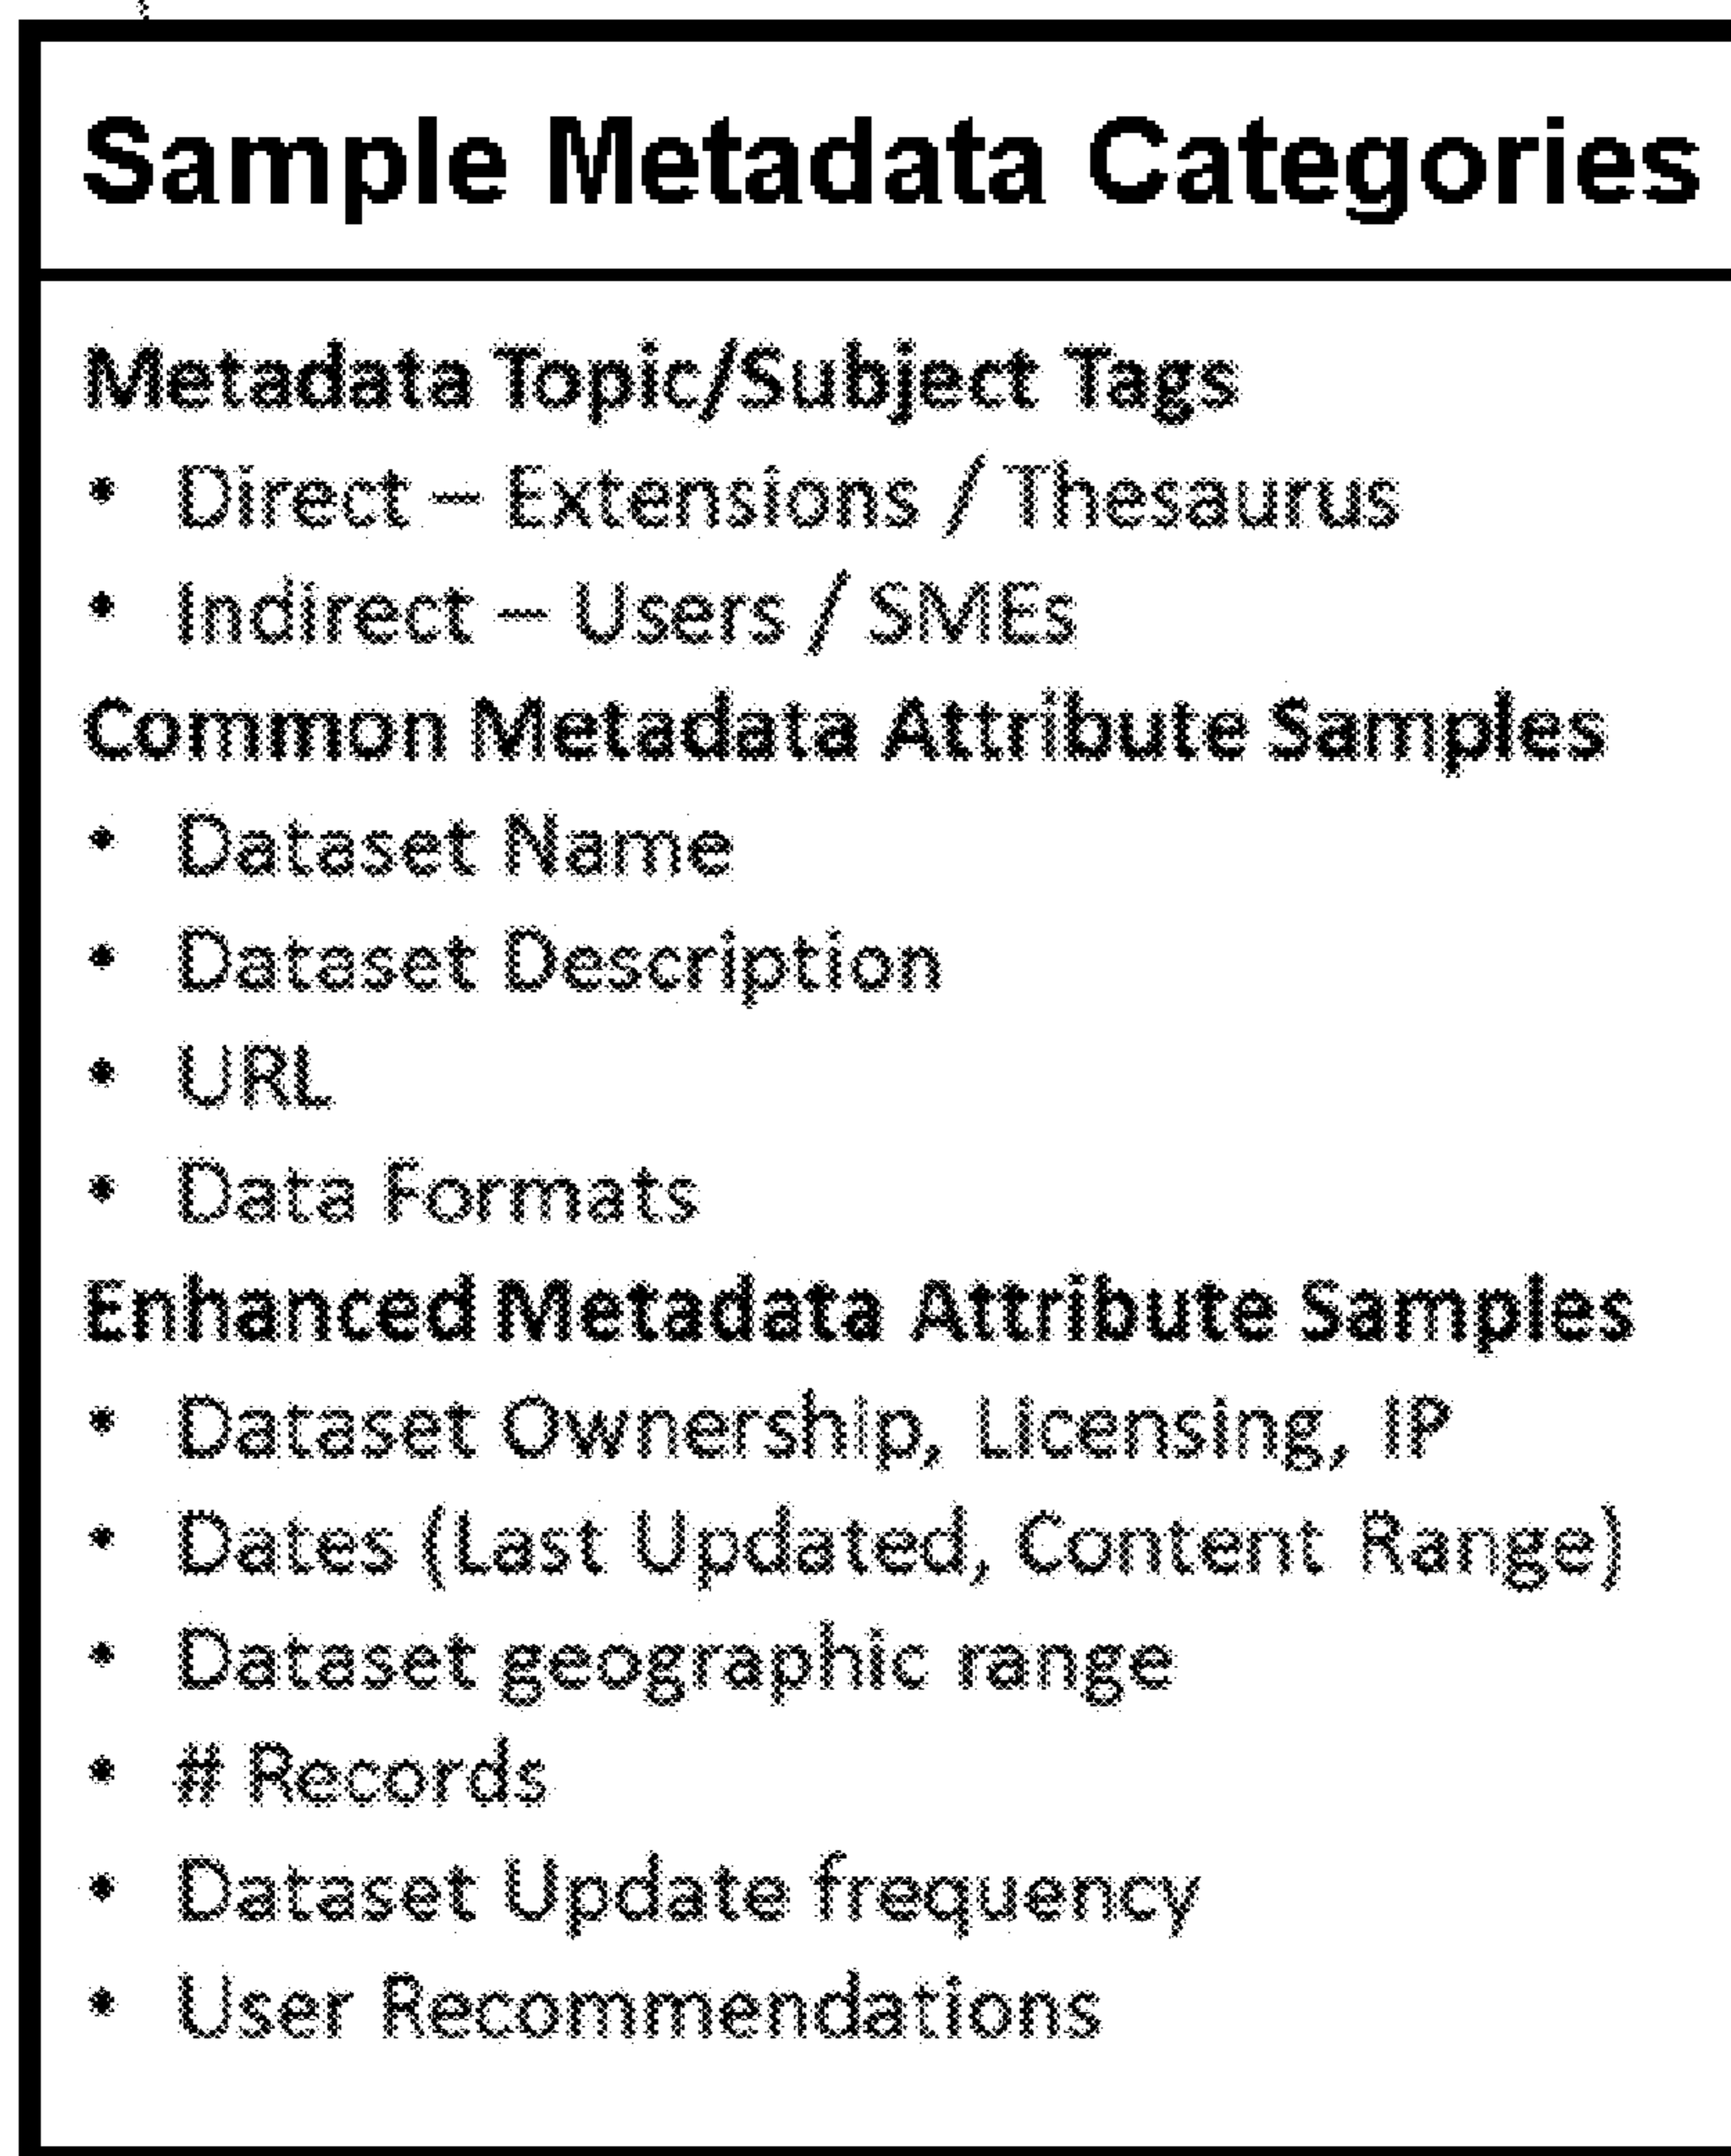 Sample Metadata Categories
Metadata Topic/Subject Tags
• Direct – Extensions / Thesaurus
• Indirect – Users / SMEs
Common Metadata Attribute Samples
• Dataset Name
• Dataset Description
• URL
• Data Formats
Enhanced Metadata Attribute Samples
• Dataset Ownership, Licensing, IP
• Dates (Last Updated, Content Range)
• Dataset geographic range
• # Records
• Dataset Update frequency
• User Recommendations